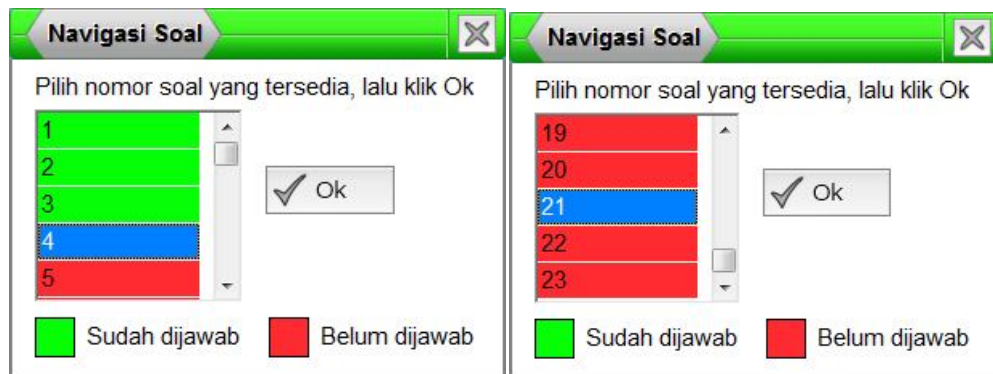 Navigasi Soal
Pilih nomor soal yang tersedia, lalu klik Ok
1
2
3
4
5
Ok
Sudah dijawab
Belum dijawab
Navigasi Soal
Pilih nomor soal yang tersedia, lalu klik Ok
19
20
21
22
23
Ok
Sudah dijawab
Belum dijawab